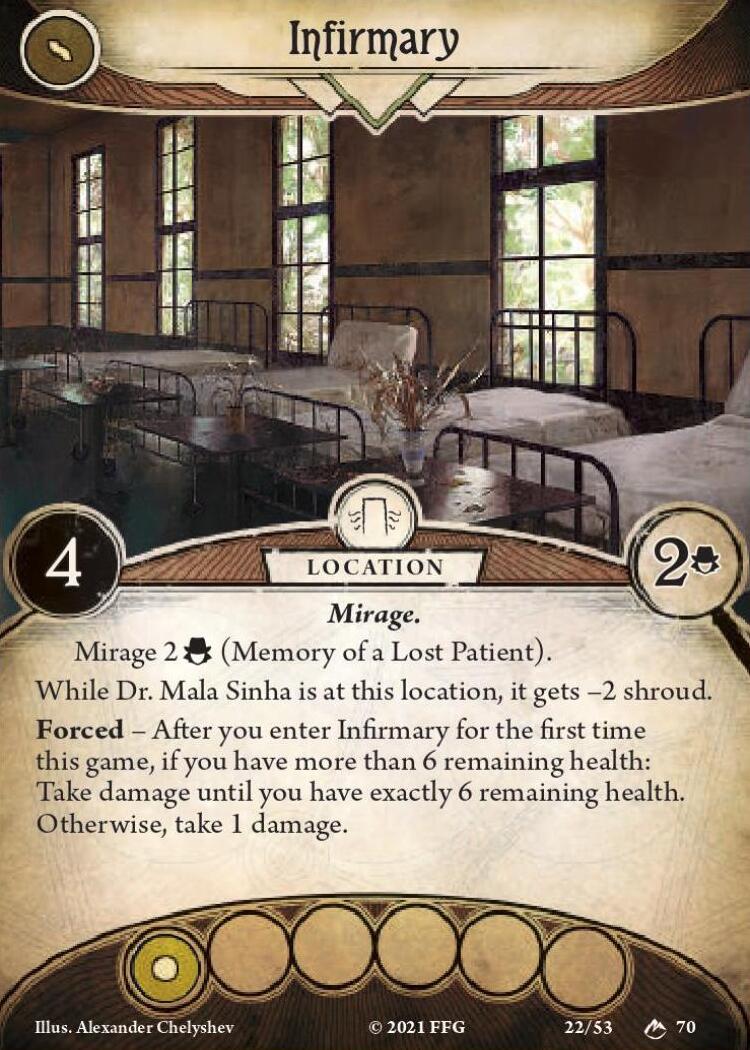 Infirmary
4
LOCATION
2
Mirage.
Mirage 2 (Memory of a Lost Patient).
While Dr. Mala Sinha is at this location, it gets –2 shroud.
Forced – After you enter Infirmary for the first time
this game, if you have more than 6 remaining health:
Take damage until you have exactly 6 remaining health.
Otherwise, take 1 damage.
Illus. Alexander Chelyshev © 2021 FFG 22/53 70